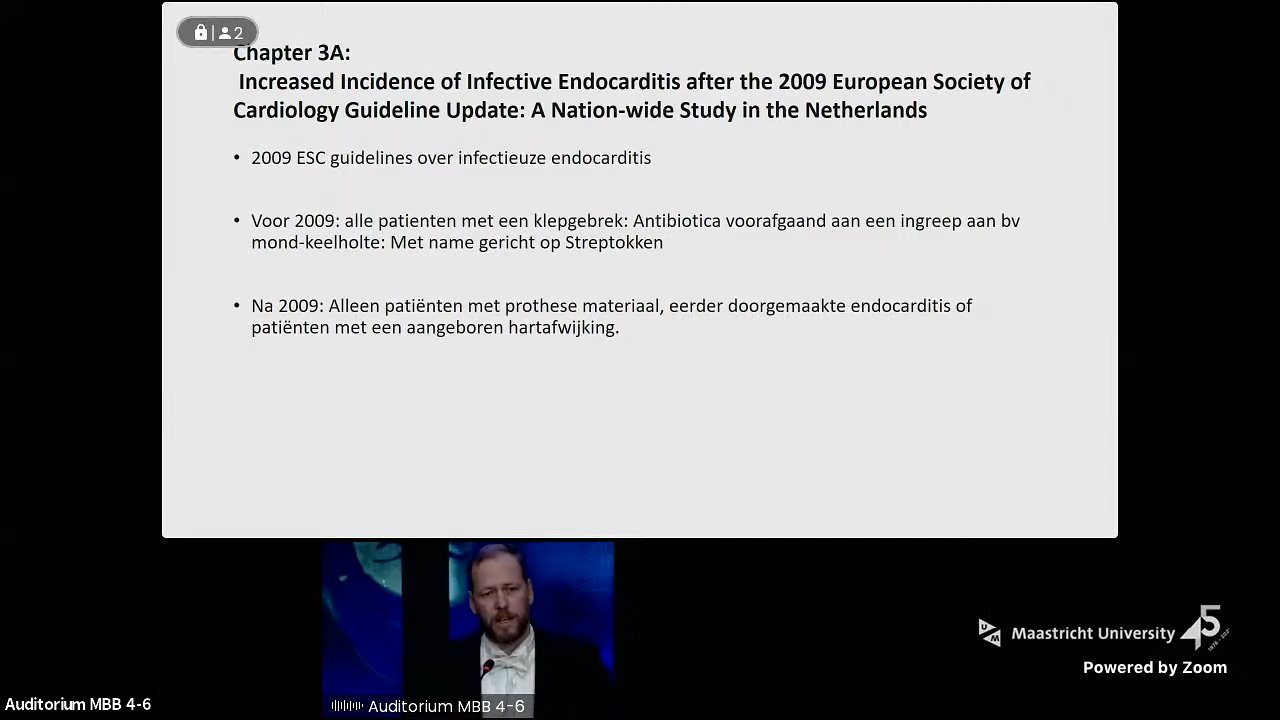 2
Chapter 3A:
Increased Incidence of Infective Endocarditis after the 2009 European Society of
Cardiology Guideline Update: A Nation-wide Study in the Netherlands
• 2009 ESC guidelines over infectieuze endocarditis
• Voor 2009: alle patienten met een klepgebrek: Antibiotica voorafgaand aan een ingreep aan bv
mond-keelholte: Met name gericht op Streptokken
• Na 2009: Alleen patiënten met prothese materiaal, eerder doorgemaakte endocarditis of
patiënten met een aangeboren hartafwijking.
UM Maastricht University 45
Powered by Zoom
Auditorium MBB 4-6
Auditorium MBB 4-6